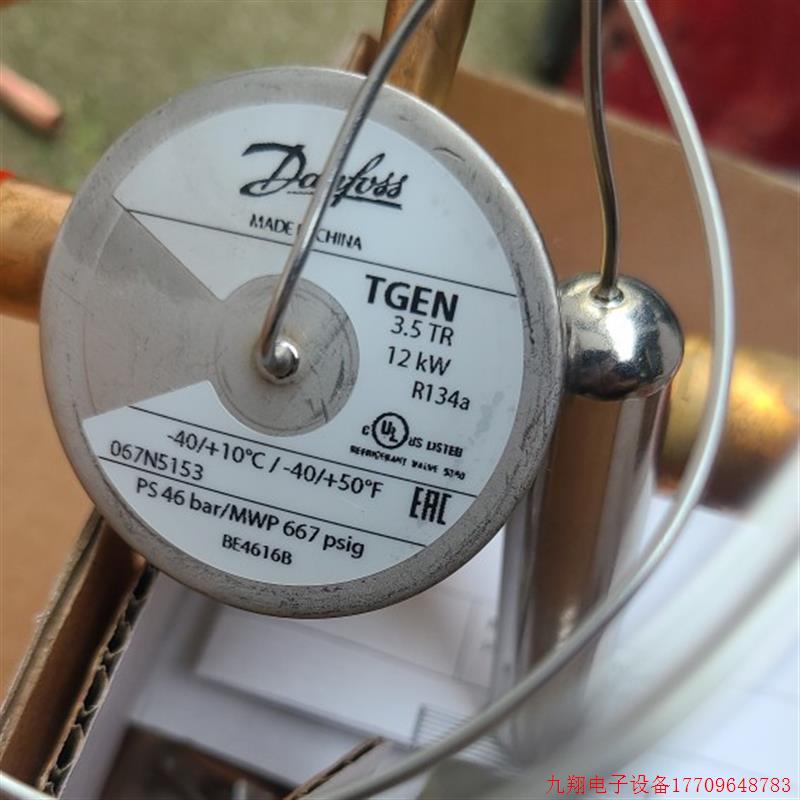 Danfoss
MADE IN CHINA
TGEN
3.5 TR
12 kW
R134a
c UL US LISTED
REFRIGERANT VALVE
-40/+10°C / -40/+50°F
067N5153
EAC
PS 46 bar/MWP 667 psig
BE4616B
九翔电子设备17709648783